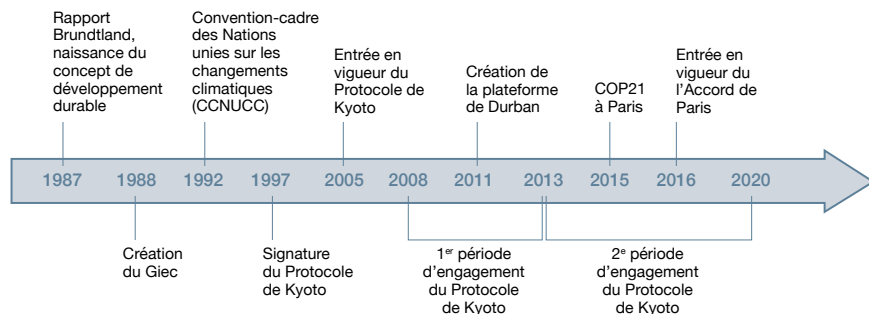 Rapport
Brundtland,
naissance du
concept de
développement
durable
Convention-cadre
des Nations
unies sur les
changements
climatiques
(CCNUCC)
Entrée en
vigueur du
Protocole de
Kyoto
Création de
la plateforme
de Durban
COP21
à Paris
Entrée en
vigueur du
l’Accord de
Paris
1987 1988 1992 1997 2005 2008 2011 2013 2015 2016 2020
Création
du Giec
Signature
du Protocole
de Kyoto
1er période
d’engagement
du Protocole
de Kyoto
2e période
d’engagement
du Protocole
de Kyoto